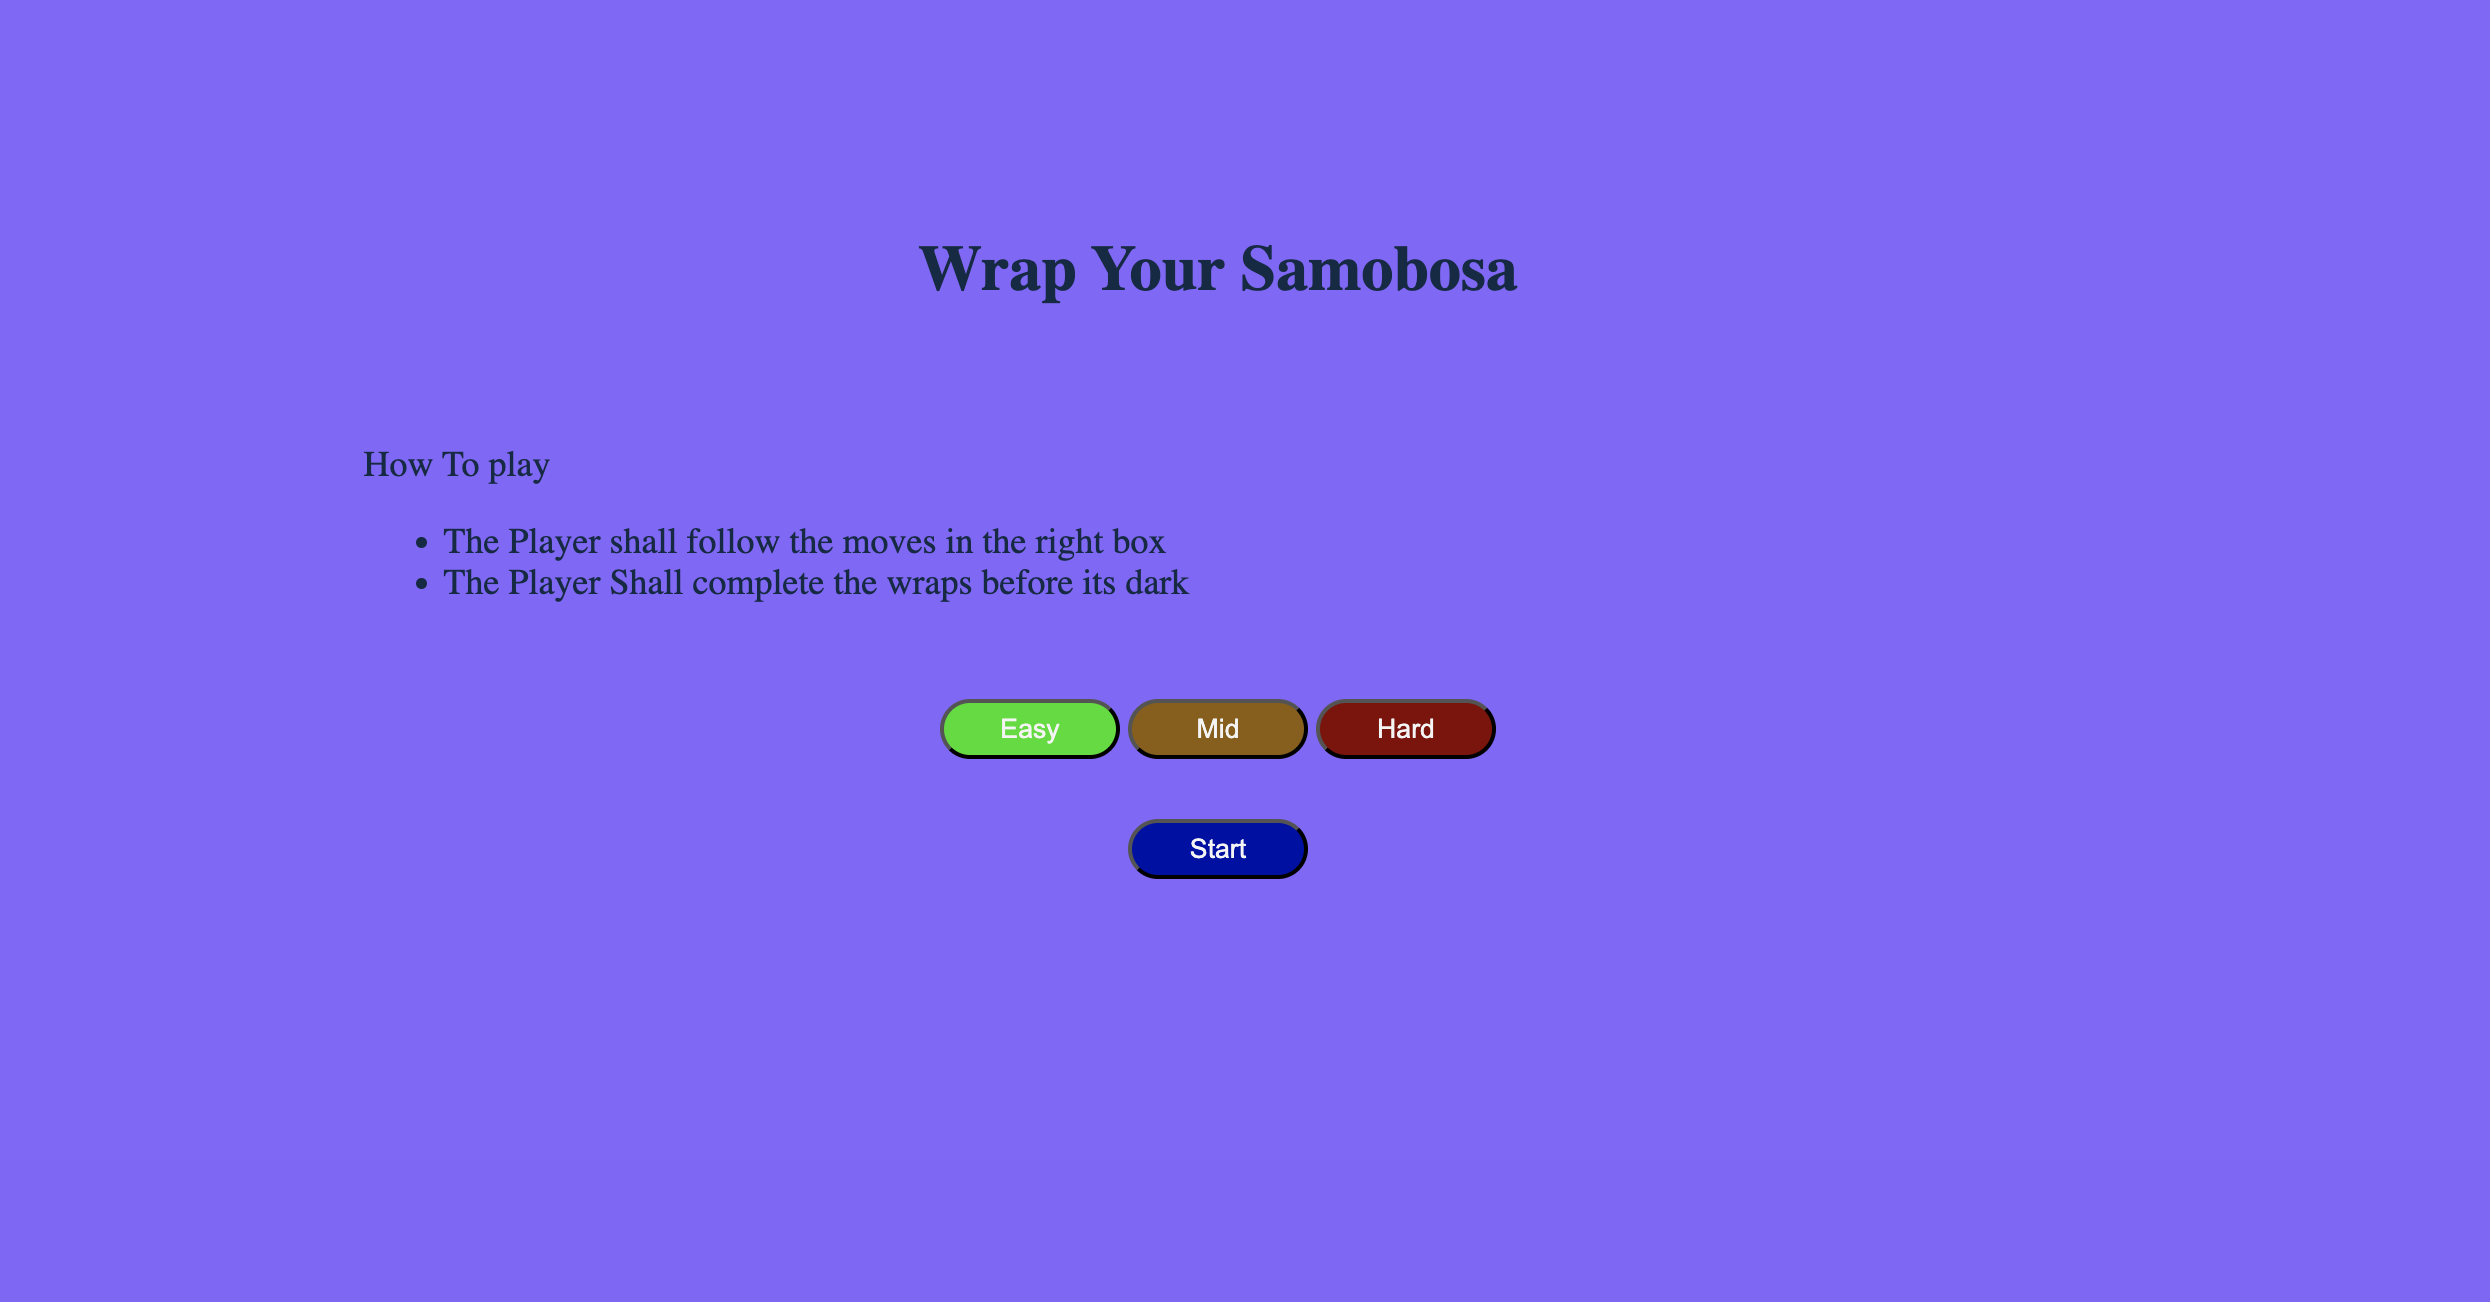 Wrap Your Samobosa
How To play
• The Player shall follow the moves in the right box
• The Player Shall complete the wraps before its dark
Easy Mid Hard
Start